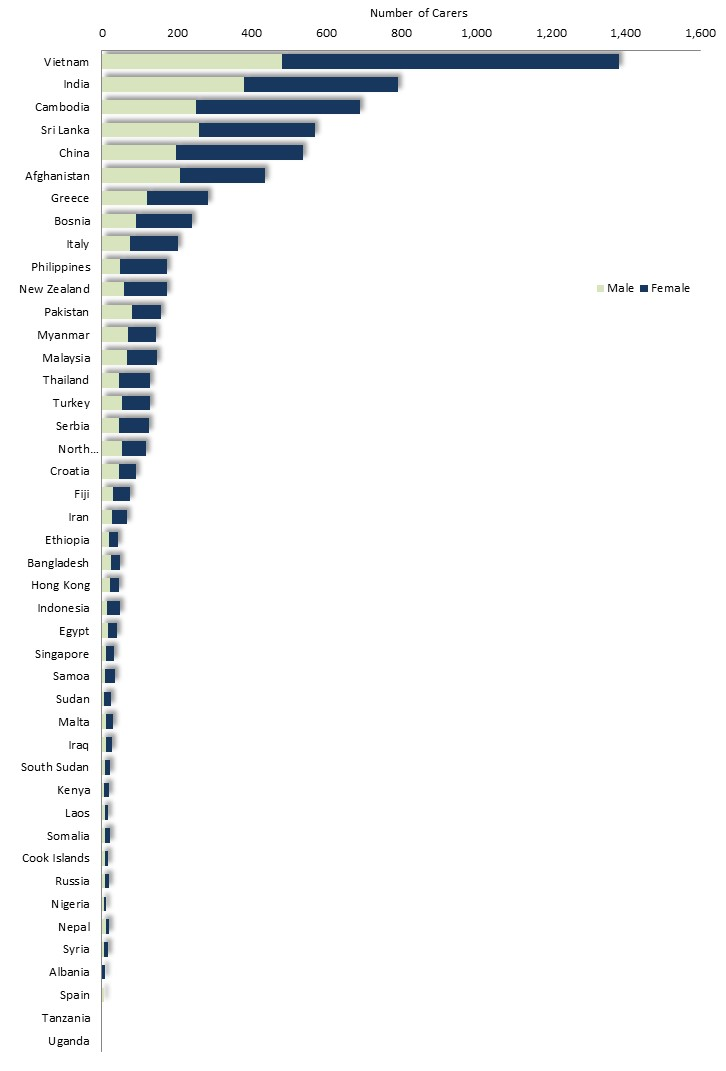 Number of Carers
0 200 400 600 800 1,000 1,200 1,400 1,600
Vietnam
India
Cambodia
Sri Lanka
China
Afghanistan
Greece
Bosnia
Italy
Philippines
New Zealand
Male Female
Pakistan
Myanmar
Malaysia
Thailand
Turkey
Serbia
North...
Croatia
Fiji
Iran
Ethiopia
Bangladesh
Hong Kong
Indonesia
Egypt
Singapore
Samoa
Sudan
Malta
Iraq
South Sudan
Kenya
Laos
Somalia
Cook Islands
Russia
Nigeria
Nepal
Syria
Albania
Spain
Tanzania
Uganda